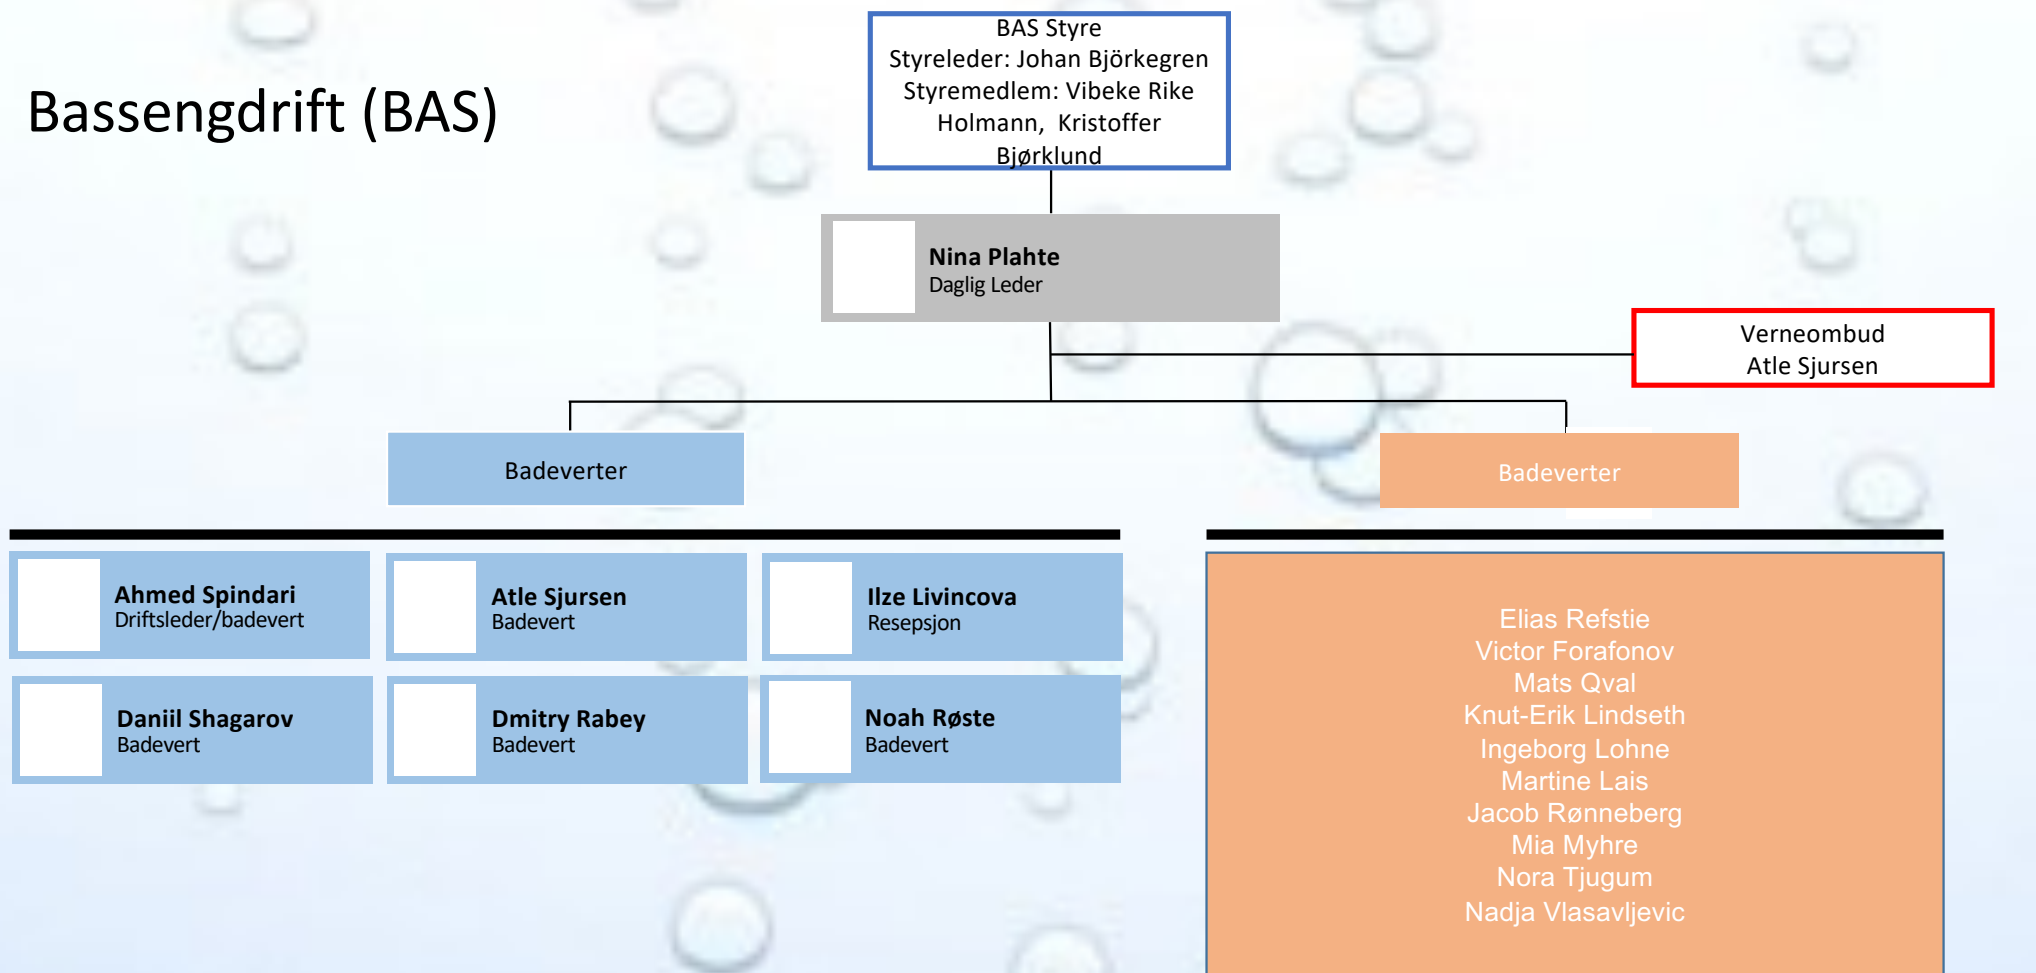 Bassengdrift (BAS)
BAS Styre
Styreleder: Johan Björkegren
Styremedlem: Vibeke Rike
Holmann, Kristoffer
Bjørklund
Nina Plahte
Daglig Leder
Verneombud
Atle Sjursen
Badeverter
Badeverter
Ahmed Spindari
Driftsleder/badevert
Atle Sjursen
Badevert
Ilze Livincova
Resepsjon
Daniil Shagarov
Badevert
Dmitry Rabey
Badevert
Noah Røste
Badevert
Elias Refstie
Victor Forafonov
Mats Qval
Knut-Erik Lindseth
Ingeborg Lohne
Martine Lais
Jacob Rønneberg
Mia Myhre
Nora Tjugum
Nadja Vlasavljevic